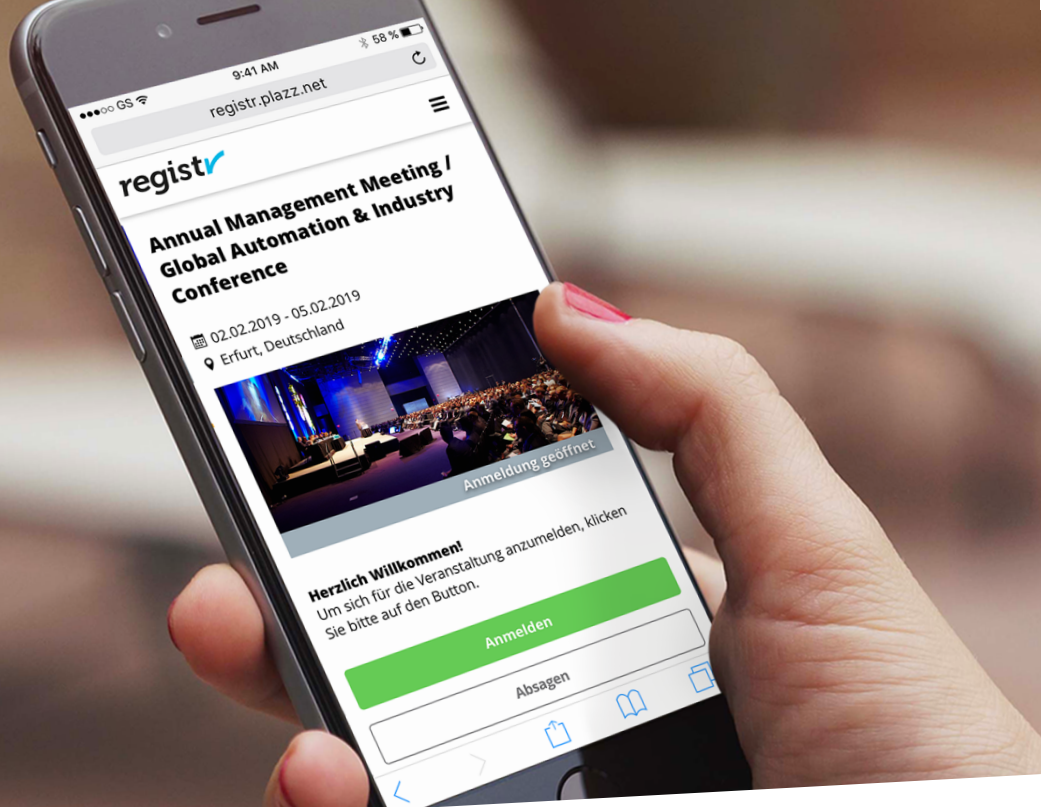 GS 9:41 AM 58 %
registr.plazz.net
registr
Annual Management Meeting /
Global Automation & Industry
Conference
02.02.2019 - 05.02.2019
Erfurt, Deutschland
Anmeldung geöffnet
Herzlich Willkommen!
Um sich für die Veranstaltung anzumelden, klicken
Sie bitte auf den Button.
Anmelden
Absagen